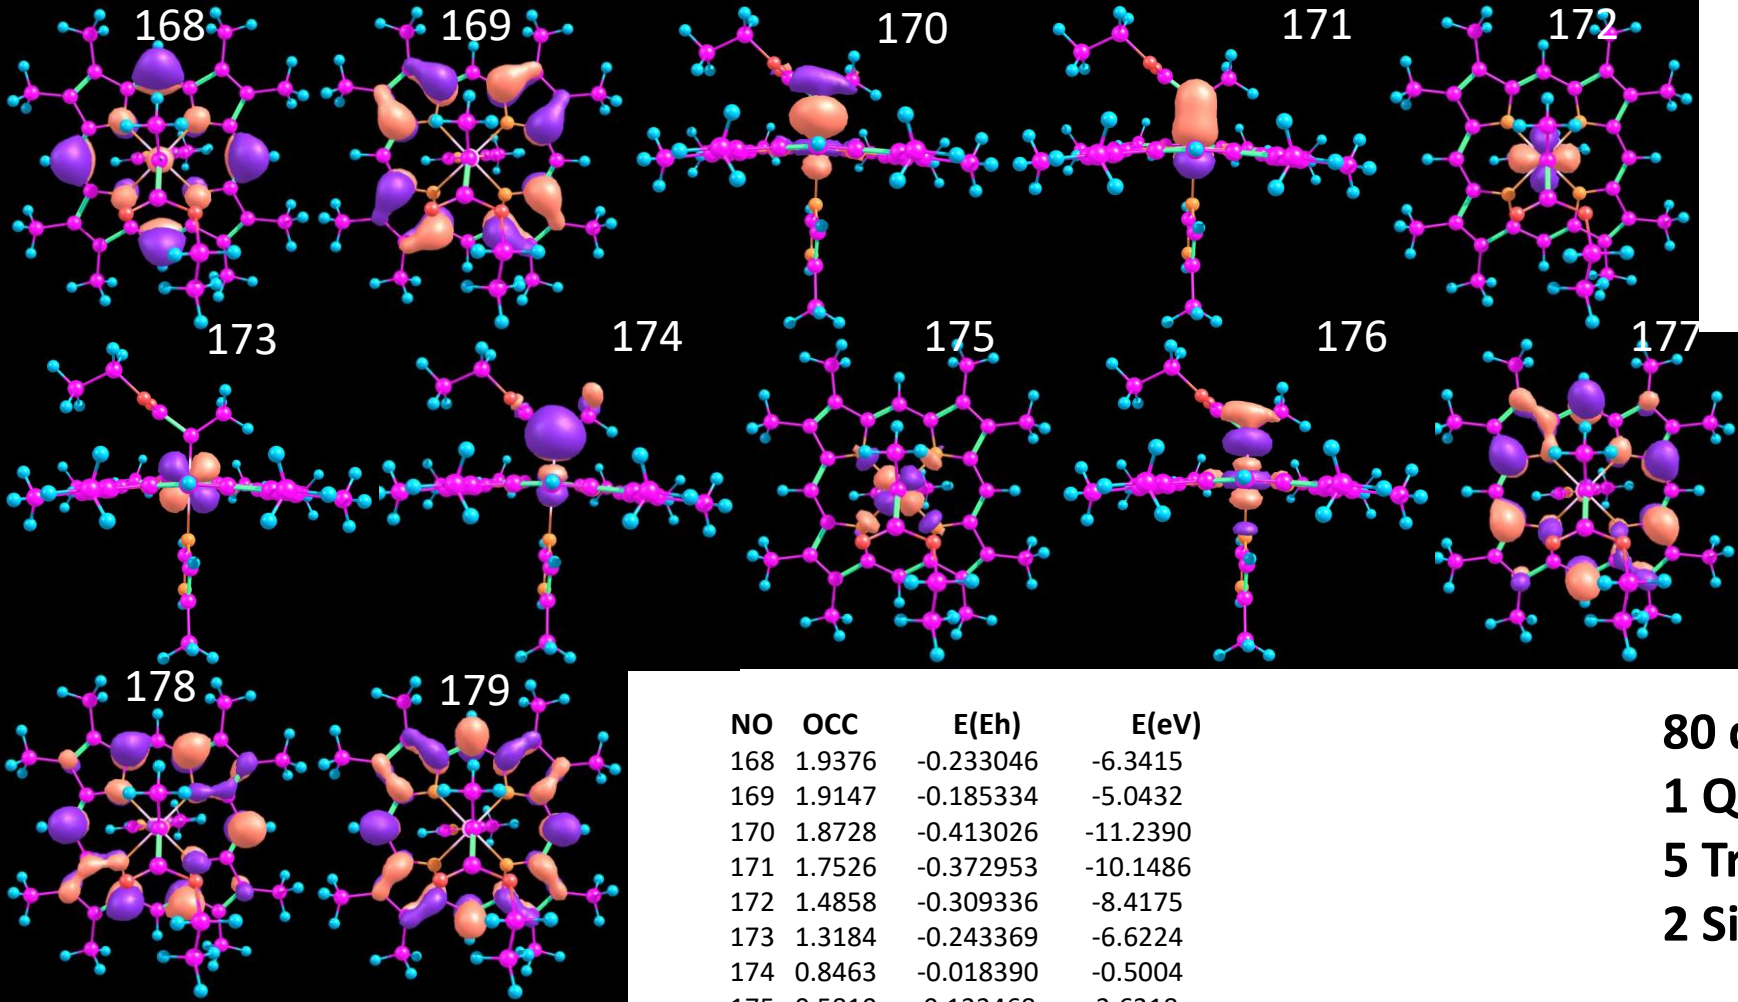 168 169 170 171 172
173 174 175 176 177
178 179
NO OCC E(Eh) E(eV)
168 1.9376 -0.233046 -6.3415
169 1.9147 -0.185334 -5.0432
170 1.8728 -0.413026 -11.2390
171 1.7526 -0.372953 -10.1486
172 1.4858 -0.309336 -8.4175
173 1.3184 -0.243369 -6.6224
174 0.8463 -0.018390 -0.5004
80
1 Q
5 Tr
2 Si